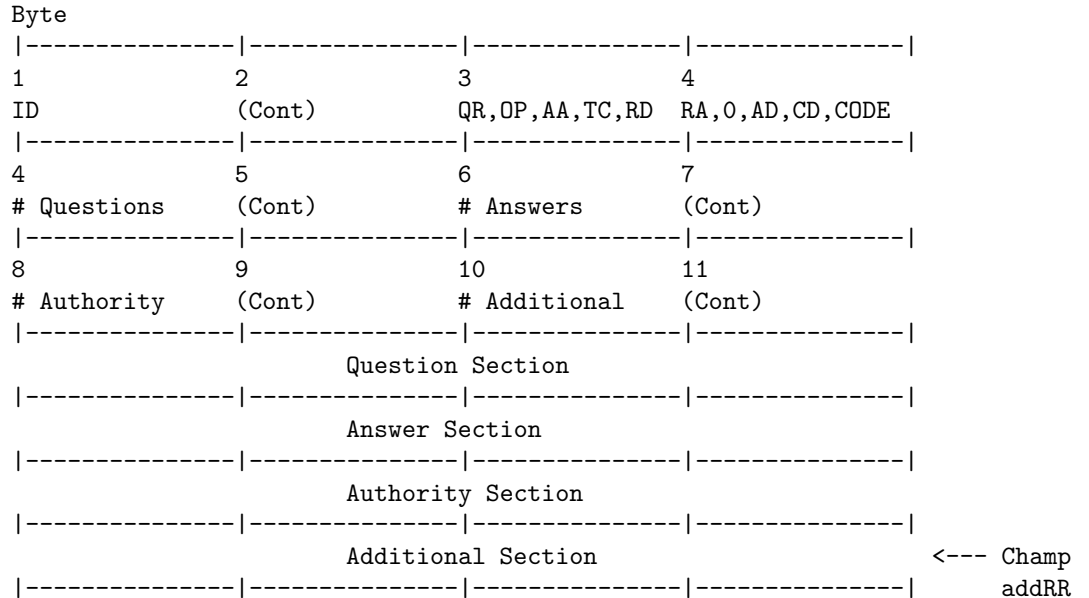 Byte
|---------------|---------------|---------------|---------------|
1 2 3 4
ID (Cont) QR,OP,AA,TC,RD RA,0,AD,CD,CODE
|---------------|---------------|---------------|---------------|
4 5 6 7
# Questions (Cont) # Answers (Cont)
|---------------|---------------|---------------|---------------|
8 9 10 11
# Authority (Cont) # Additional (Cont)
|---------------|---------------|---------------|---------------|
Question Section
|---------------|---------------|---------------|---------------|
Answer Section
|---------------|---------------|---------------|---------------|
Authority Section
|---------------|---------------|---------------|---------------|
Additional Section <--- Champ
|---------------|---------------|---------------|---------------| addRR